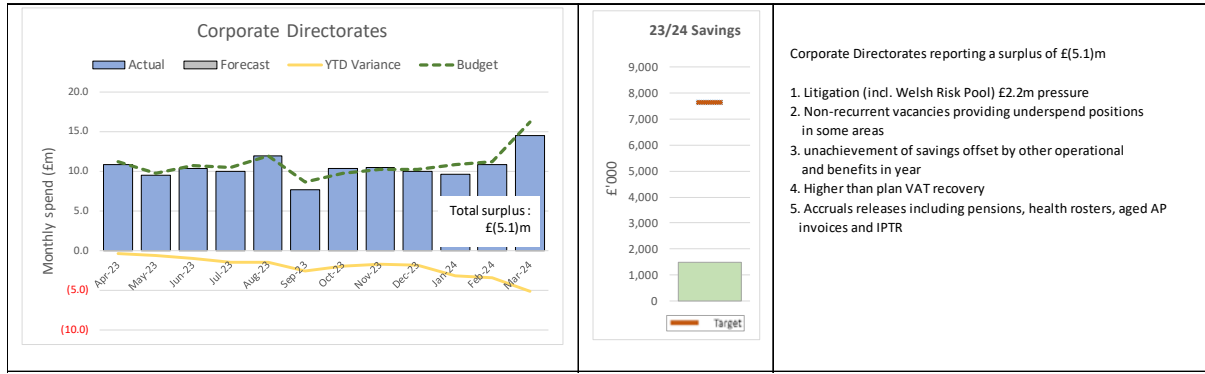 Corporate Directorates
Actual
Forecast
YTD Variance
Budget
Monthly spend (£m)
20.0
15.0
10.0
5.0
0.0
(5.0)
(10.0)
Total surplus :
£(5.1)m
Apr-23
May-23
Jun-23
Jul-23
Aug-23
Sep-23
Oct-23
Nov-23
Dec-23
Jan-24
Feb-24
Mar-24
23/24 Savings
£'000
9,000
8,000
7,000
6,000
5,000
4,000
3,000
2,000
1,000
0
Target
Corporate Directorates reporting a surplus of £(5.1)m
1. Litigation (incl. Welsh Risk Pool) £2.2m pressure
2. Non-recurrent vacancies providing underspend positions
in some areas
3. unachievement of savings offset by other operational
and benefits in year
4. Higher than plan VAT recovery
5. Accruals releases including pensions, health rosters, aged AP
invoices and IPTR